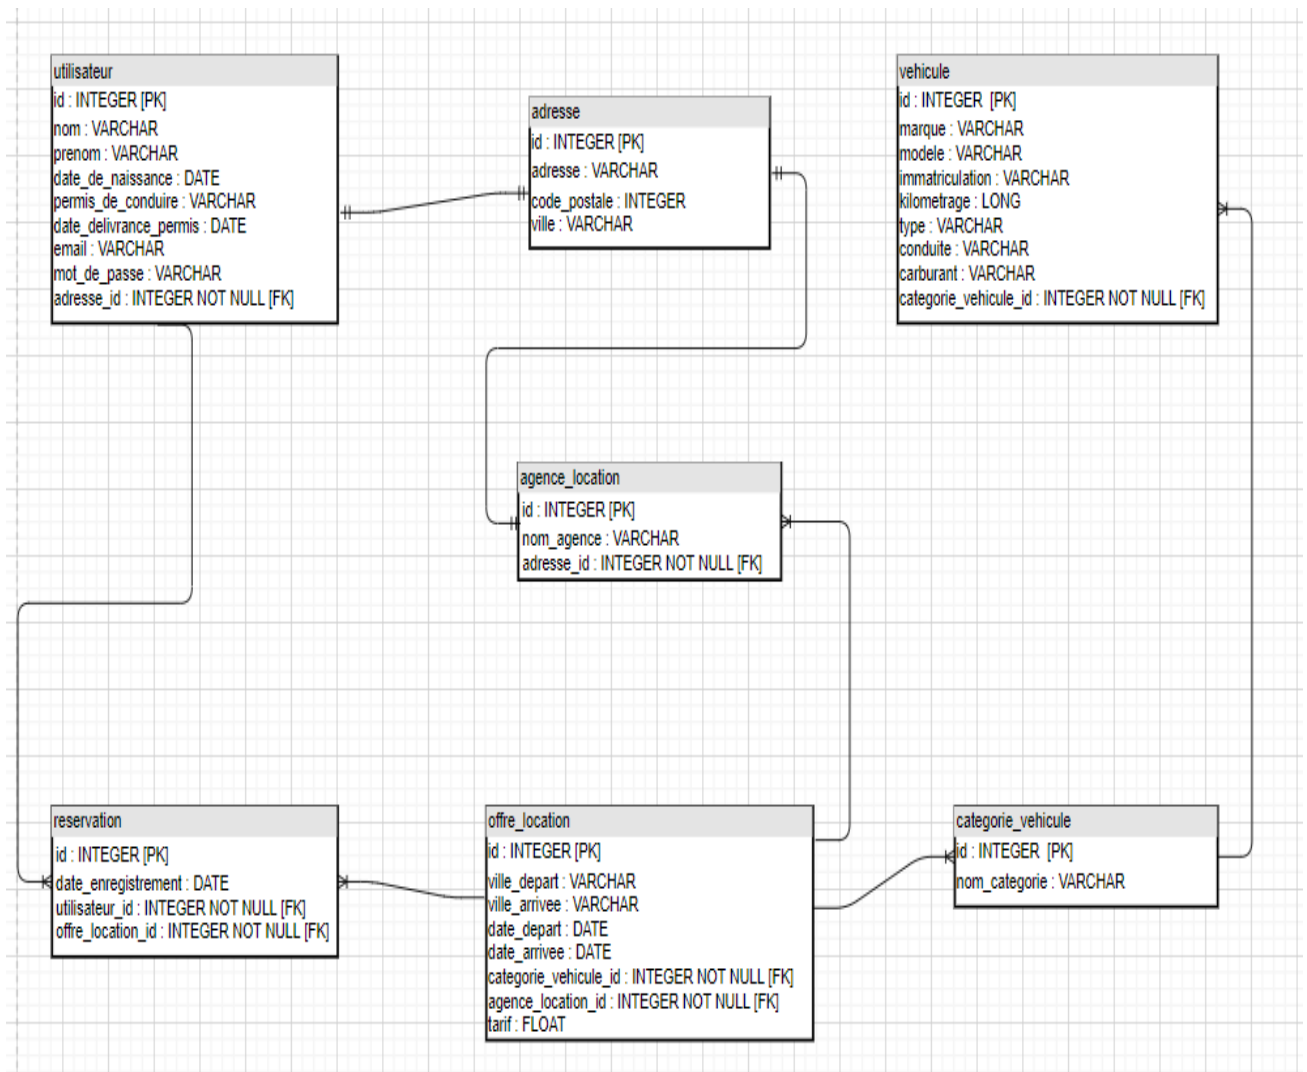 utilisateur
id : INTEGER [PK]
nom : VARCHAR
prenom : VARCHAR
date_de_naissance : DATE
permis_de_conduire : VARCHAR
date_delivrance_permis : DATE
email : VARCHAR
mot_de_passe : VARCHAR
adresse_id : INTEGER NOT NULL [FK]
adresse
id : INTEGER [PK]
adresse : VARCHAR
code_postale : INTEGER
ville : VARCHAR
vehicule
id : INTEGER [PK]
marque : VARCHAR
modele : VARCHAR
immatriculation : VARCHAR
kilometrage : LONG
type : VARCHAR
conduite : VARCHAR
carburant : VARCHAR
categorie_vehicule_id : INTEGER NOT NULL [FK]
agence_location
id : INTEGER [PK]
nom_agence : VARCHAR
adresse_id : INTEGER NOT NULL [FK]
reservation
id : INTEGER [PK]
date_enregistrement : DATE
utilisateur_id : INTEGER NOT NULL [FK]
offre_location_id : INTEGER NOT NULL [FK]
offre_location
id : INTEGER [PK]
ville_depart : VARCHAR
ville_arrivee : VARCHAR
date_depart : DATE
date_arrivee : DATE
categorie_vehicule_id : INTEGER NOT NULL [FK]
agence_location_id : INTEGER NOT NULL [FK]
tarif : FLOAT
categorie_vehicule
id : INTEGER [PK]
nom_categorie : VARCHAR